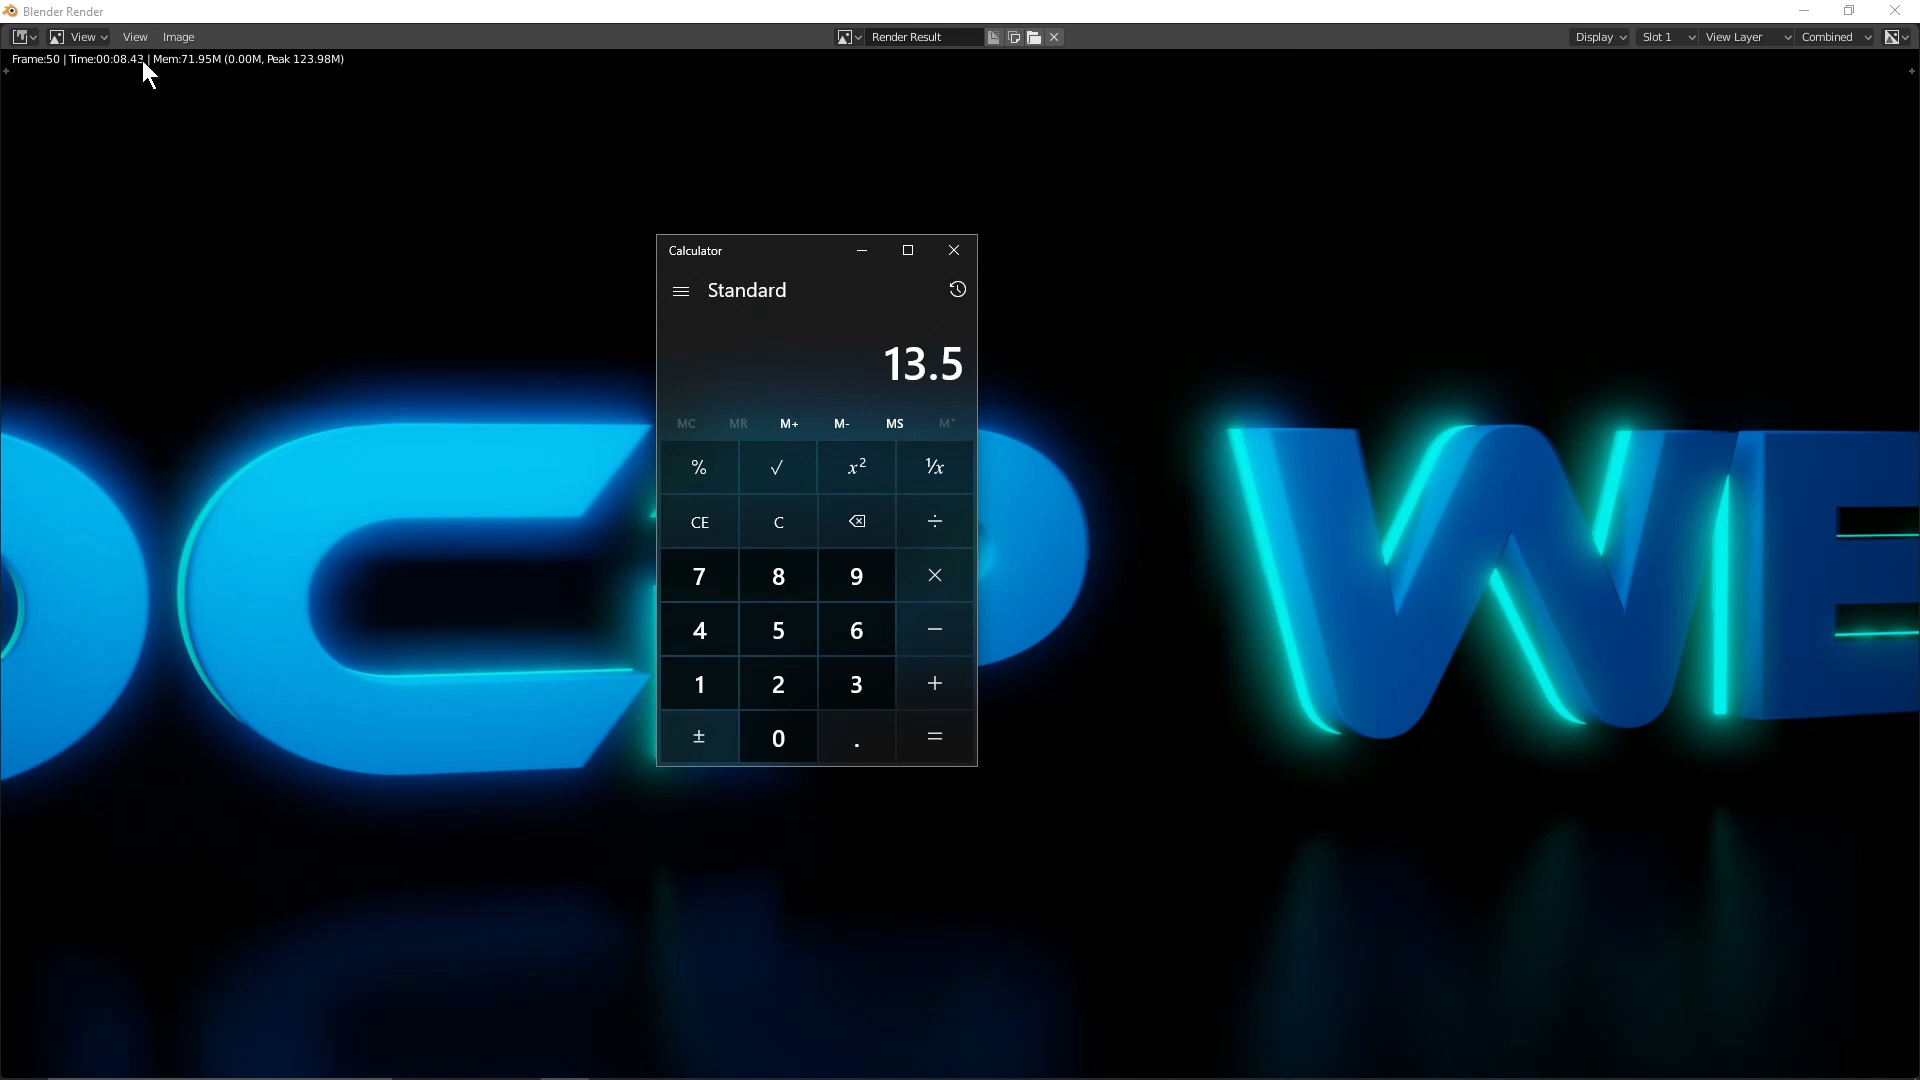 Blender Render
View View Image Render Result Display Slot 1 View Layer Combined
Frame:50 | Time:00:08.43 | Mem:71.95M (0.00M, Peak 123.98M)
Calculator
Standard
13.5
MC MR M+ M- MS M˅
% √ x² ⅟x
CE C ÷
7 8 9 ×
4 5 6 −
1 2 3 +
± 0 . =
C P WE